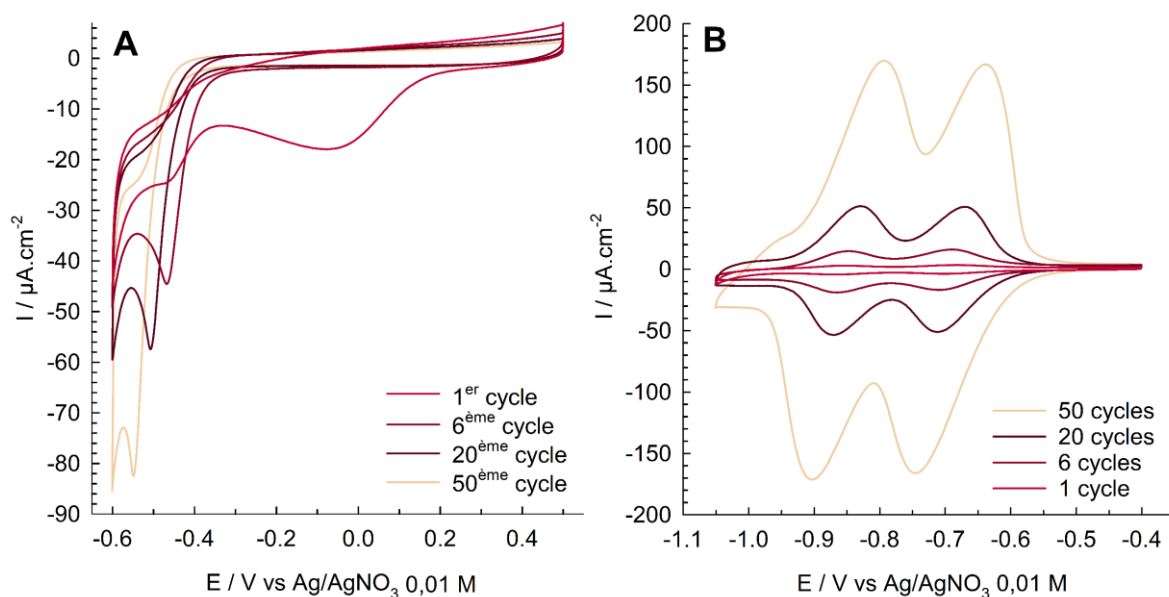 A
0
-10
-20
-30
-40
-50
-60
-70
-80
-90
I / µA.cm-2
-0.6 -0.4 -0.2 0.0 0.2 0.4
E / V vs Ag/AgNO3 0,01 M
1er cycle
6ème cycle
20ème cycle
50ème cycle
B
200
150
100
50
0
-50
-100
-150
-200
I / µA.cm-2
-1.1 -1.0 -0.9 -0.8 -0.7 -0.6 -0.5 -0.4
E / V vs Ag/AgNO3 0,01 M
50 cycles
20 cycles
6 cycles
1 cycle